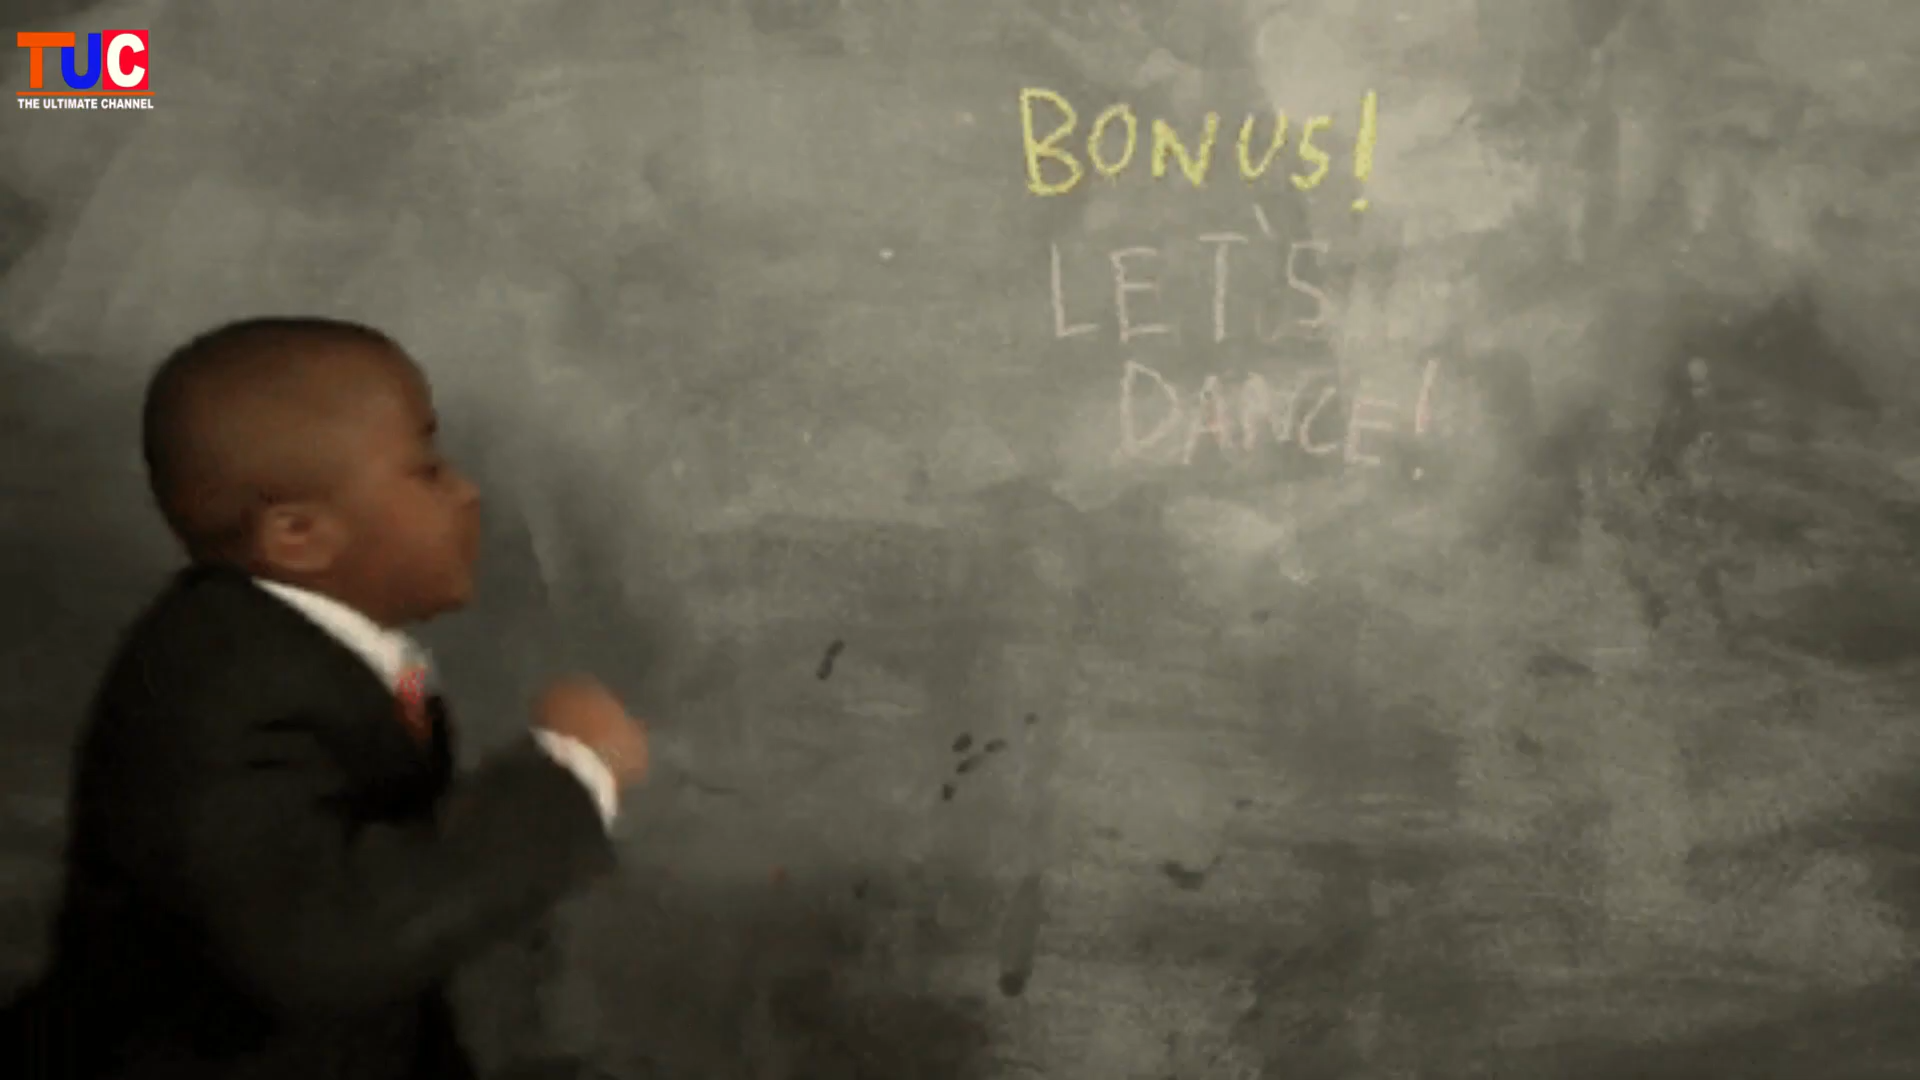 TUC
THE ULTIMATE CHANNEL
BONUS!
LET'S
DANCE!